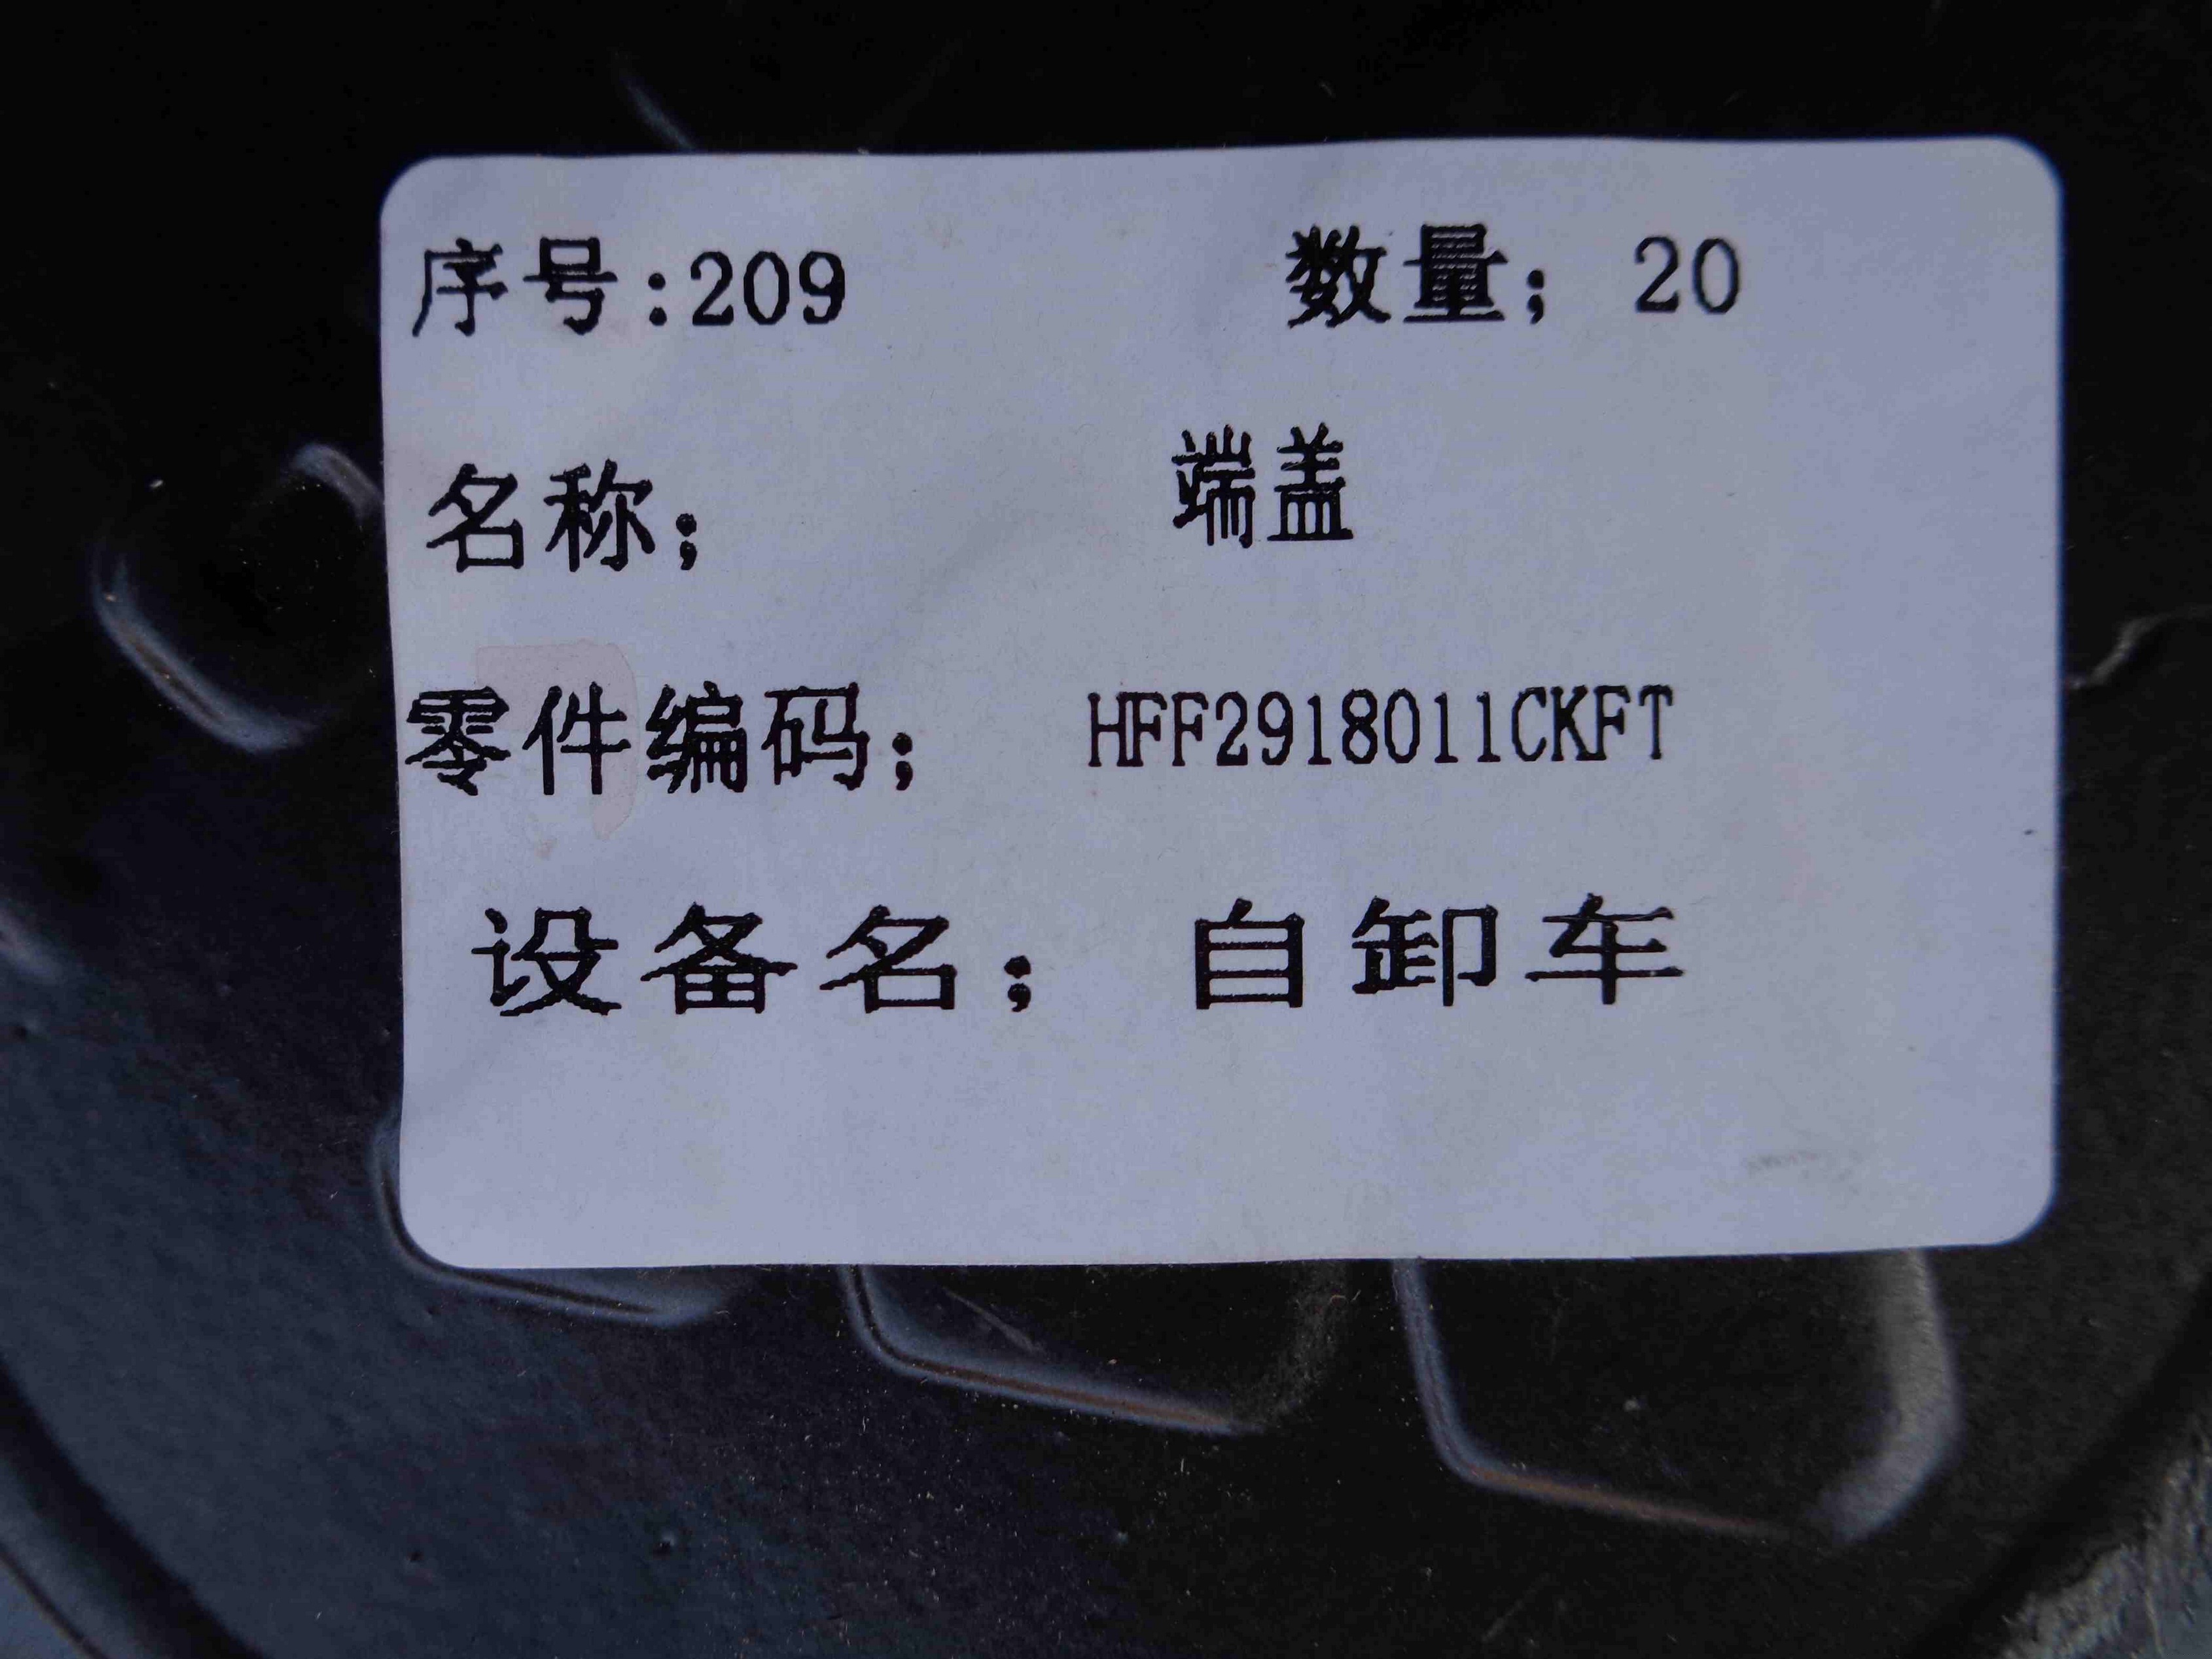 序号:209 数量; 20
名称; 端盖
零件编码; HFF2918011CKFT
设备名; 自卸车